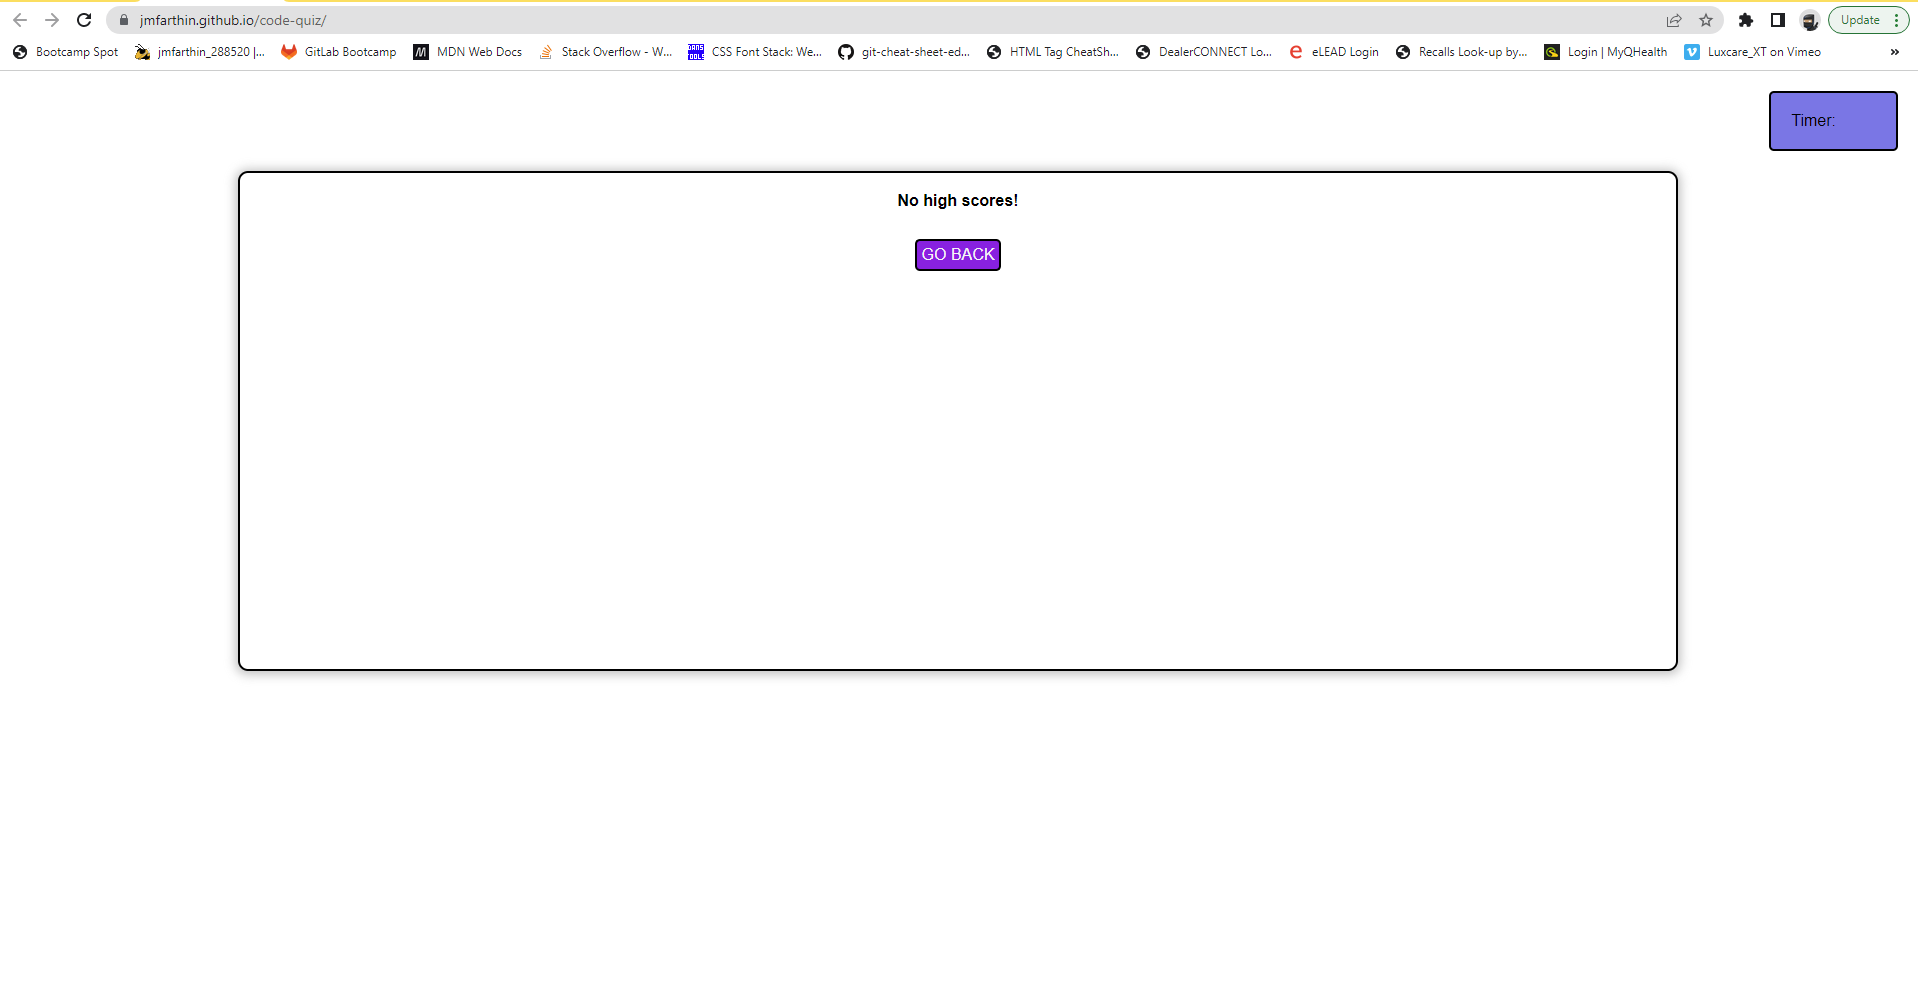 jmfarthin.github.io/code-quiz/
Update
Bootcamp Spot
jmfarthin_288520 |...
GitLab Bootcamp
MDN Web Docs
Stack Overflow - W...
CSS Font Stack: We...
git-cheat-sheet-ed...
HTML Tag CheatSh...
DealerCONNECT Lo...
eLEAD Login
Recalls Look-up by...
Login | MyQHealth
Luxcare_XT on Vimeo
»
Timer:
No high scores!
GO BACK